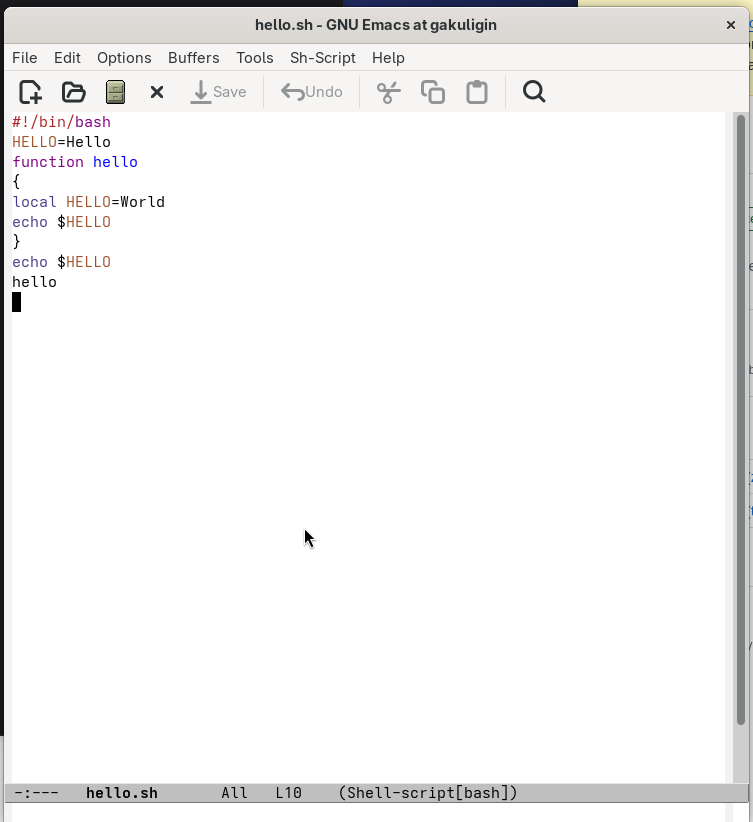 hello.sh - GNU Emacs at gakuligin
File Edit Options Buffers Tools Sh-Script Help
Save Undo
#!/bin/bash
HELLO=Hello
function hello
{
local HELLO=World
echo $HELLO
}
echo $HELLO
hello
-:--- hello.sh All L10 (Shell-script[bash])